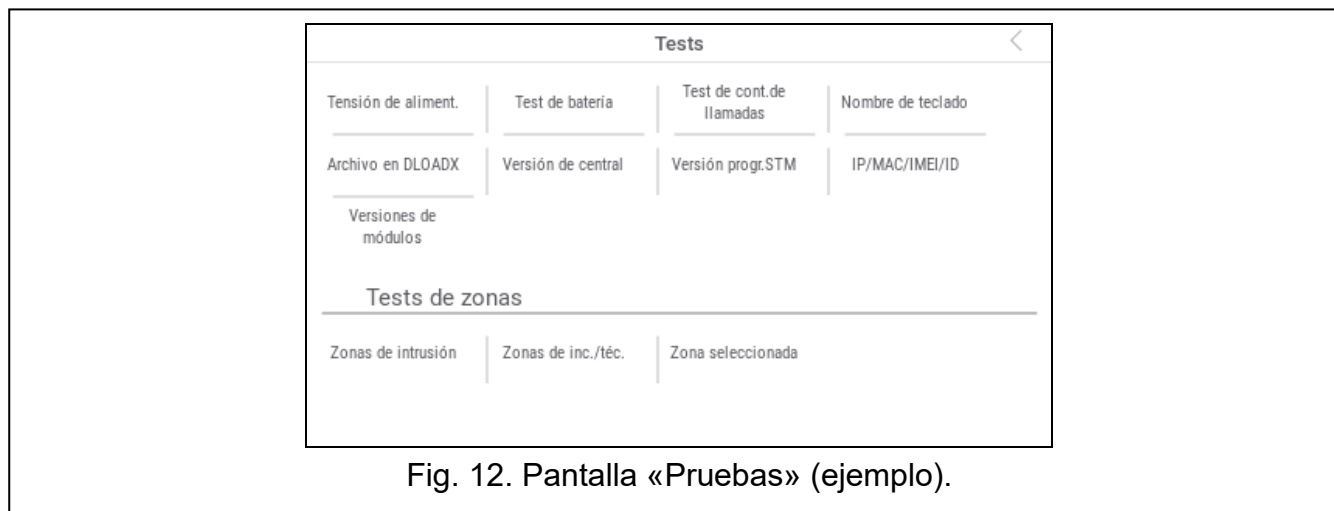 Tests
Tensión de aliment.
Test de batería
Test de cont.de
llamadas
Nombre de teclado
Archivo en DLOADX
Versión de central
Versión progr.STM
IP/MAC/IMEI/ID
Versiones de
módulos
Tests de zonas
Zonas de intrusión
Zonas de inc./téc.
Zona seleccionada
Fig. 12. Pantalla «Pruebas» (ejemplo).